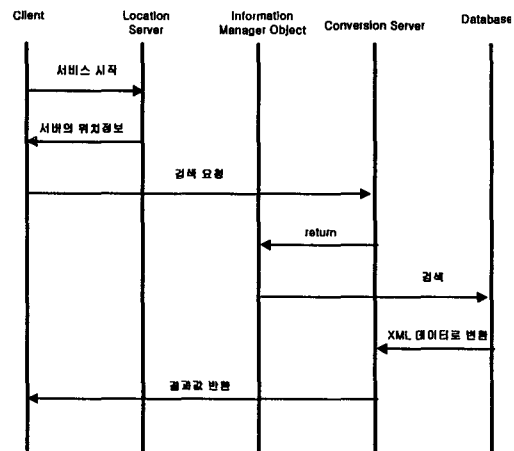 Client
Location
Server
Information
Manager Object
Conversion Server
Database
서비스 시작
서버의 위치정보
검색 요청
return
검색
XML 데이터로 변환
결과값 반환